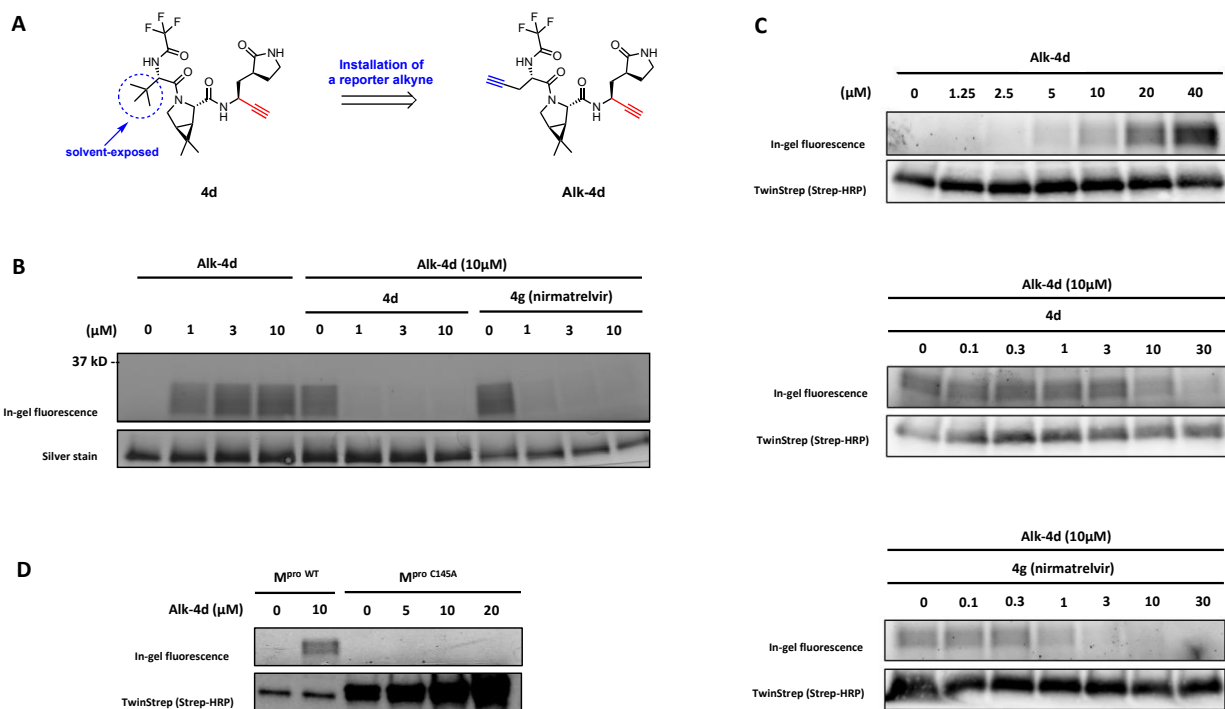 A
F F
F
O
HN
O
N
O
N
H
O
NH
solvent-exposed
4d
Installation of
a reporter alkyne
F F
F
O
HN
O
N
O
N
H
O
NH
Alk-4d
B
Alk-4d
Alk-4d (10μM)
4d
4g (nirmatrelvir)
(μM) 0 1 3 10 0 1 3 10 0 1 3 10
37 kD --
In-gel fluorescence
Silver stain
C
Alk-4d
(μM) 0 1.25 2.5 5 10 20 40
In-gel fluorescence
TwinStrep (Strep-HRP)
Alk-4d (10μM)
4d
0 0.1 0.3 1 3 10 30
In-gel fluorescence
TwinStrep (Strep-HRP)
Alk-4d (10μM)
4g (nirmatrelvir)
0 0.1 0.3 1 3 10 30
In-gel fluorescence
TwinStrep (Strep-HRP)
D
Mpro WT Mpro C145A
Alk-4d (μM) 0 10 0 5 10 20
In-gel fluorescence
TwinStrep (Strep-HRP)